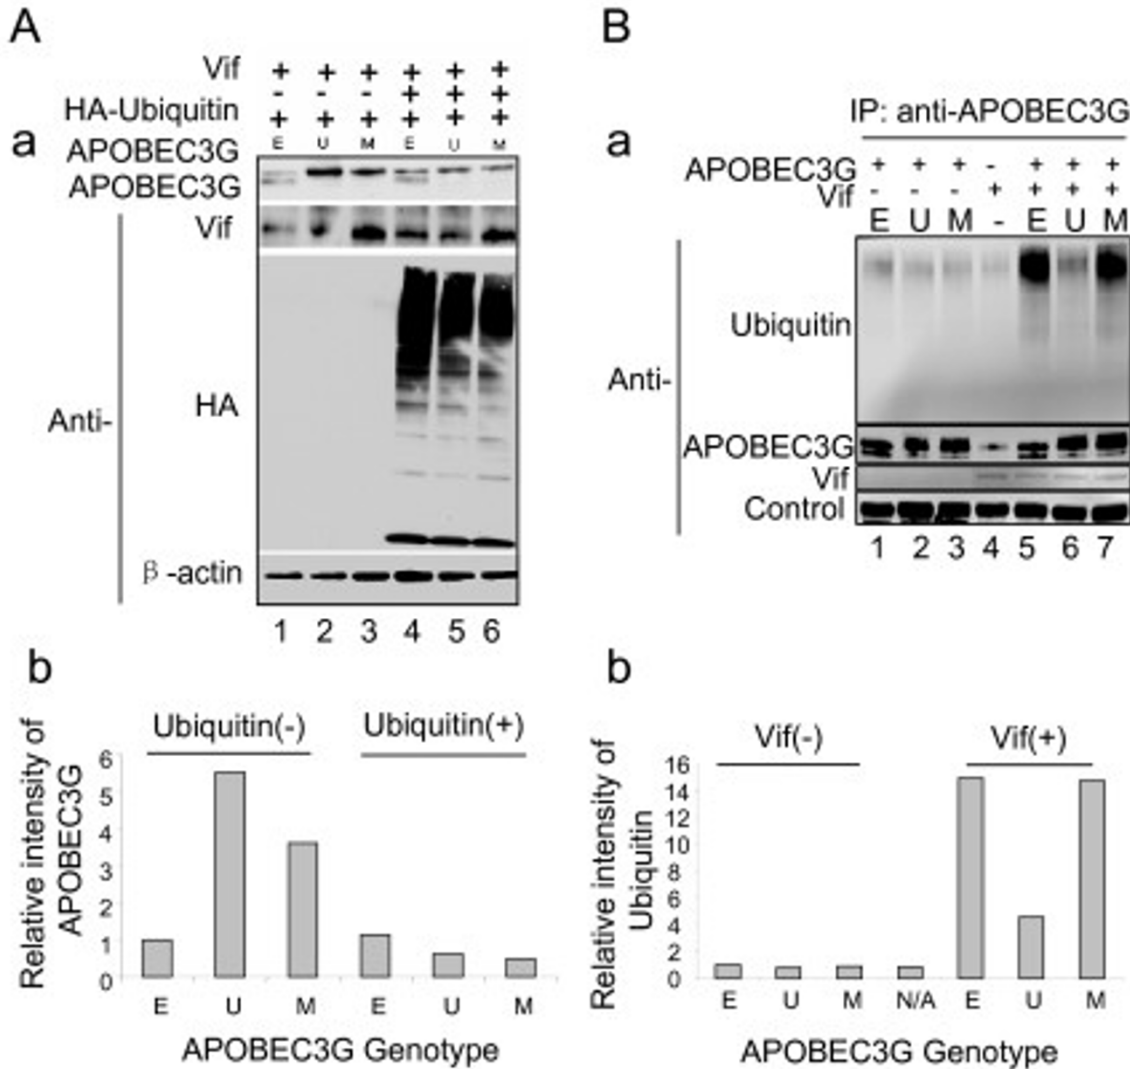 A
Vif + + + + + +
HA-Ubiquitin - - - + + +
APOBEC3G + + + + + +
a
E U M E U M
APOBEC3G
Vif
HA
Anti-
β-actin
1 2 3 4 5 6
b
Ubiquitin(-) Ubiquitin(+)
Relative intensity of
APOBEC3G
6
5
4
3
2
1
0
E U M E U M
APOBEC3G Genotype
B
IP: anti-APOBEC3G
a
APOBEC3G + + + - + + +
Vif - - - + + + +
E U M - E U M
Ubiquitin
Anti-
APOBEC3G
Vif
Control
1 2 3 4 5 6 7
b
Vif(-) Vif(+)
Relative intensity of
Ubiquitin
16
14
12
10
8
6
4
2
0
E U M N/A E U M
APOBEC3G Genotype